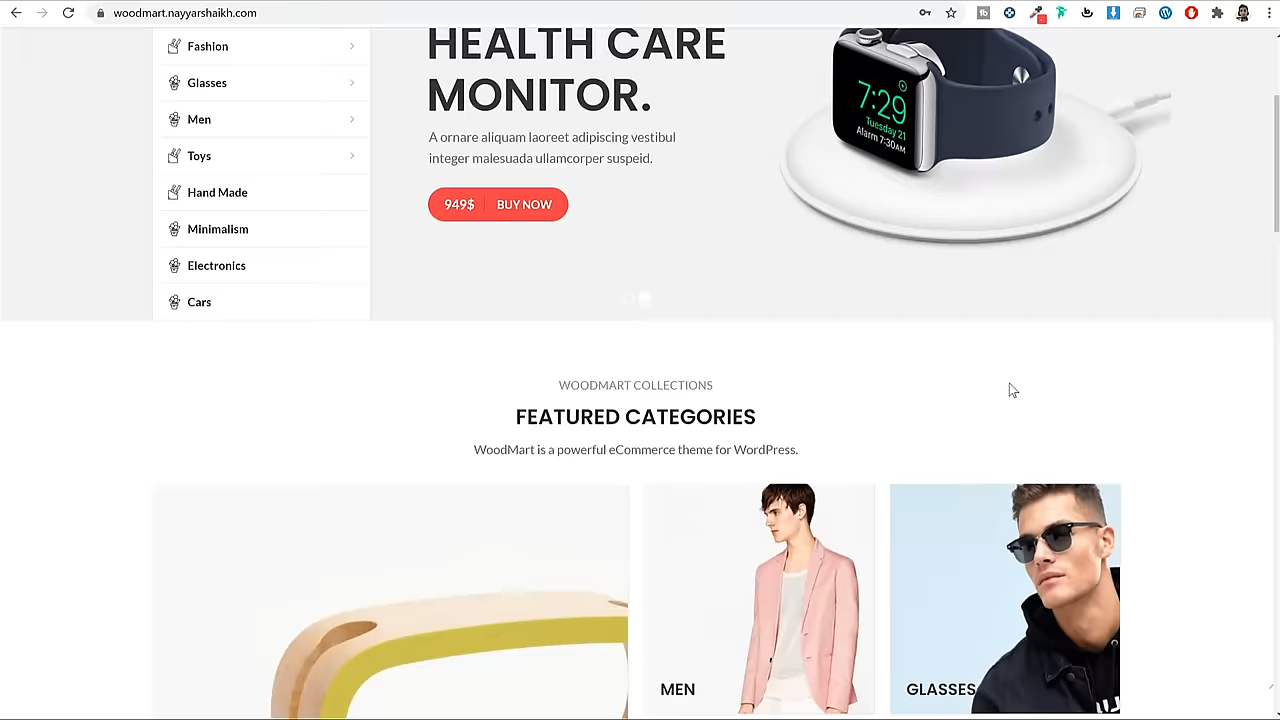 woodmart.nayyarshaikh.com
Fashion
Glasses
Men
Toys
Hand Made
Minimalism
Electronics
Cars
HEALTH CARE
MONITOR.
A ornare aliquam laoreet adipiscing vestibul
integer malesuada ullamcorper suspeid.
949$ BUY NOW
7:29
Tuesday 21
Alarm 7:30AM
WOODMART COLLECTIONS
FEATURED CATEGORIES
WoodMart is a powerful eCommerce theme for WordPress.
MEN
GLASSES